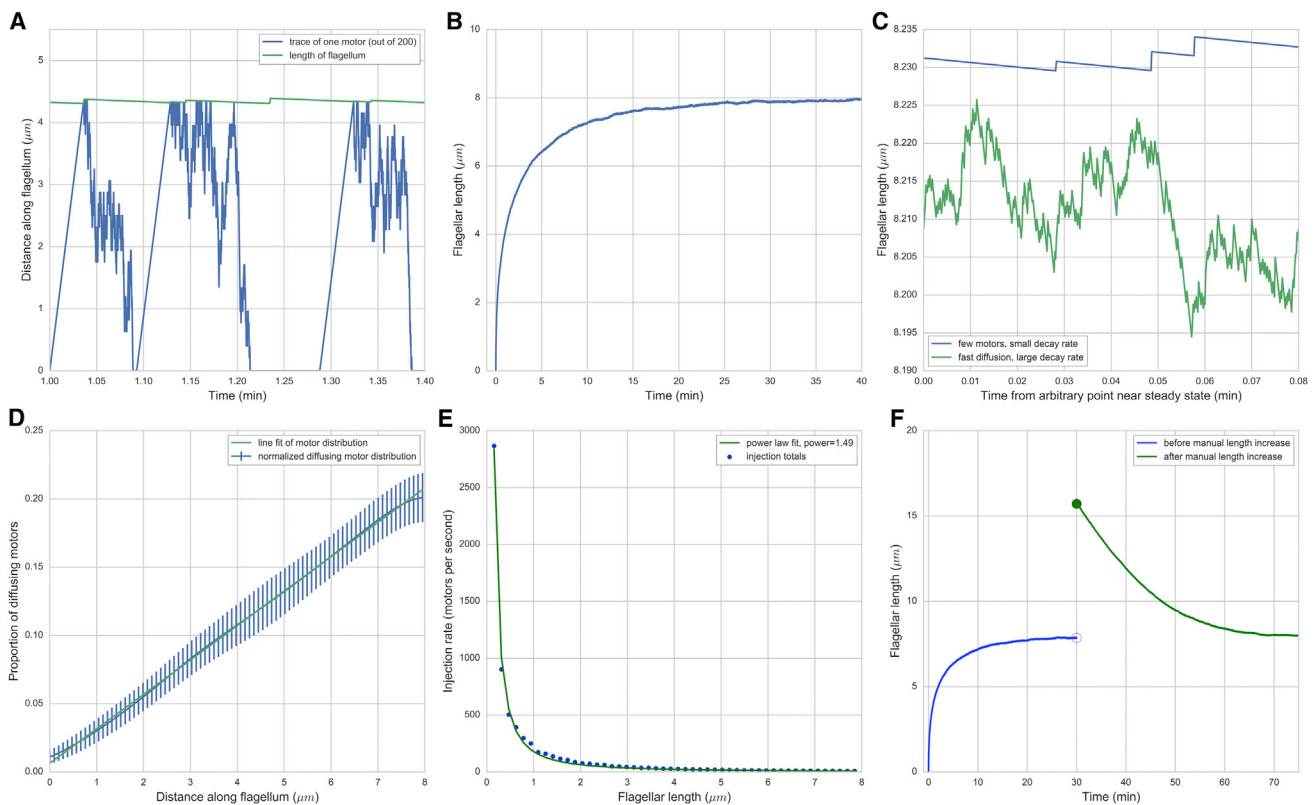 A
trace of one motor (out of 200)
length of flagellum
Distance along flagellum (μm)
5
4
3
2
1
0
1.00 1.05 1.10 1.15 1.20 1.25 1.30 1.35 1.40
Time (min)
B
Flagellar length (μm)
10
8
6
4
2
0
0 5 10 15 20 25 30 35 40
Time (min)
C
Flagellar length (μm)
8.235
8.230
8.225
8.220
8.215
8.210
8.205
8.200
8.195
8.190
few motors, small decay rate
fast diffusion, large decay rate
0.00 0.01 0.02 0.03 0.04 0.05 0.06 0.07 0.08
Time from arbitrary point near steady state (min)
D
line fit of motor distribution
normalized diffusing motor distribution
Proportion of diffusing motors
0.25
0.20
0.15
0.10
0.05
0.00
0 1 2 3 4 5 6 7 8
Distance along flagellum (μm)
E
power law fit, power=1.49
injection totals
Injection rate (motors per second)
3000
2500
2000
1500
1000
500
0
0 1 2 3 4 5 6 7 8
Flagellar length (μm)
F
before manual length increase
after manual length increase
Flagellar length (μm)
20
15
10
5
0
0 10 20 30 40 50 60 70
Time (min)